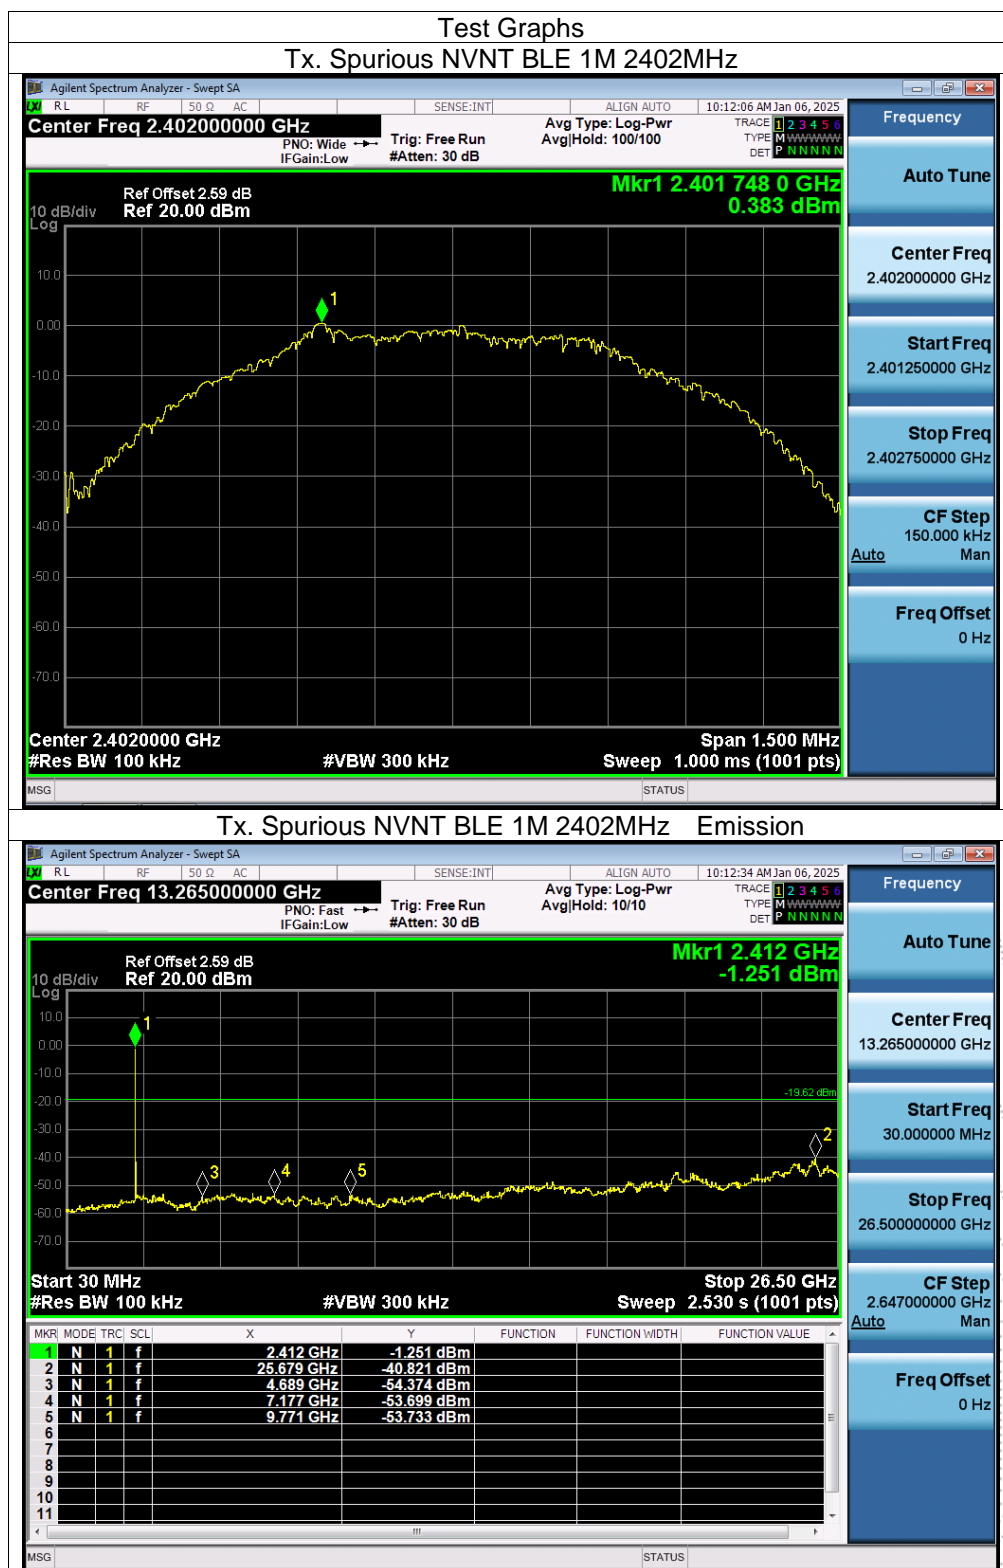 Test Graphs
Tx. Spurious NVNT BLE 1M 2402MHz
Agilent Spectrum Analyzer - Swept SA
LXI RL RF 50 Ω AC SENSE:INT ALIGN AUTO 10:12:06 AM Jan 06, 2025
Center Freq 2.402000000 GHz
PNO: Wide
IFGain:Low
Trig: Free Run
#Atten: 30 dB
Avg Type: Log-Pwr
Avg|Hold: 100/100
TRACE 1 2 3 4 5 6
TYPE M WWWWW
DET P N N N N N
Frequency
Auto Tune
Center Freq
2.402000000 GHz
Start Freq
2.401250000 GHz
Stop Freq
2.402750000 GHz
CF Step
150.000 kHz
Auto Man
Freq Offset
0 Hz
Mkr1 2.401 748 0 GHz
0.383 dBm
Ref Offset 2.59 dB
10 dB/div Ref 20.00 dBm
Log
10.0
1
0.00
-10.0
-20.0
-30.0
-40.0
-50.0
-60.0
-70.0
Center 2.4020000 GHz Span 1.500 MHz
#Res BW 100 kHz #VBW 300 kHz Sweep 1.000 ms (1001 pts)
MSG STATUS
Tx. Spurious NVNT BLE 1M 2402MHz Emission
Agilent Spectrum Analyzer - Swept SA
LXI RL RF 50 Ω AC SENSE:INT ALIGN AUTO 10:12:34 AM Jan 06, 2025
Center Freq 13.265000000 GHz
PNO: Fast
IFGain:Low
Trig: Free Run
#Atten: 30 dB
Avg Type: Log-Pwr
Avg|Hold: 10/10
TRACE 1 2 3 4 5 6
TYPE M WWWWW
DET P N N N N N
Frequency
Auto Tune
Center Freq
13.265000000 GHz
Start Freq
30.000000 MHz
Stop Freq
26.500000000 GHz
CF Step
2.647000000 GHz
Auto Man
Freq Offset
0 Hz
Mkr1 2.412 GHz
-1.251 dBm
Ref Offset 2.59 dB
10 dB/div Ref 20.00 dBm
Log
10.0
1
0.00
-10.0
-19.62 dBm
-20.0
-30.0
2
-40.0
3 4 5
-50.0
-60.0
-70.0
Start 30 MHz Stop 26.50 GHz
#Res BW 100 kHz #VBW 300 kHz Sweep 2.530 s (1001 pts)
MKR MODE TRC SCL X Y FUNCTION FUNCTION WIDTH FUNCTION VALUE
1 N 1 f 2.412 GHz -1.251 dBm
2 N 1 f 25.679 GHz -40.821 dBm
3 N 1 f 4.689 GHz -54.374 dBm
4 N 1 f 7.177 GHz -53.699 dBm
5 N 1 f 9.771 GHz -53.733 dBm
6
7
8
9
10
11
MSG STATUS